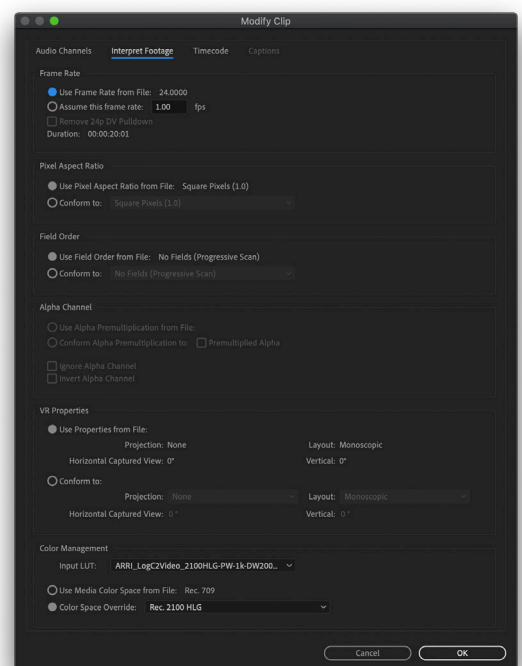 Modify Clip
Audio Channels Interpret Footage Timecode Captions
Frame Rate
Use Frame Rate from File: 24.0000
Assume this frame rate: 1.00 fps
Remove 24p DV Pulldown
Duration: 00:00:20:01
Pixel Aspect Ratio
Use Pixel Aspect Ratio from File: Square Pixels (1.0)
Conform to: Square Pixels (1.0)
Field Order
Use Field Order from File: No Fields (Progressive Scan)
Conform to: No Fields (Progressive Scan)
Alpha Channel
Use Alpha Premultiplication from File:
Conform Alpha Premultiplication to: Premultiplied Alpha
Ignore Alpha Channel
Invert Alpha Channel
VR Properties
Use Properties from File:
Projection: None Layout: Monoscopic
Horizontal Captured View: 0° Vertical: 0°
Conform to:
Projection: None Layout: Monoscopic
Horizontal Captured View: 0° Vertical: 0°
Color Management
Input LUT: ARRI_LogC2Video_2100HLG-PW-1k-DW200...
Use Media Color Space from File: Rec. 709
Color Space Override: Rec. 2100 HLG
Cancel OK